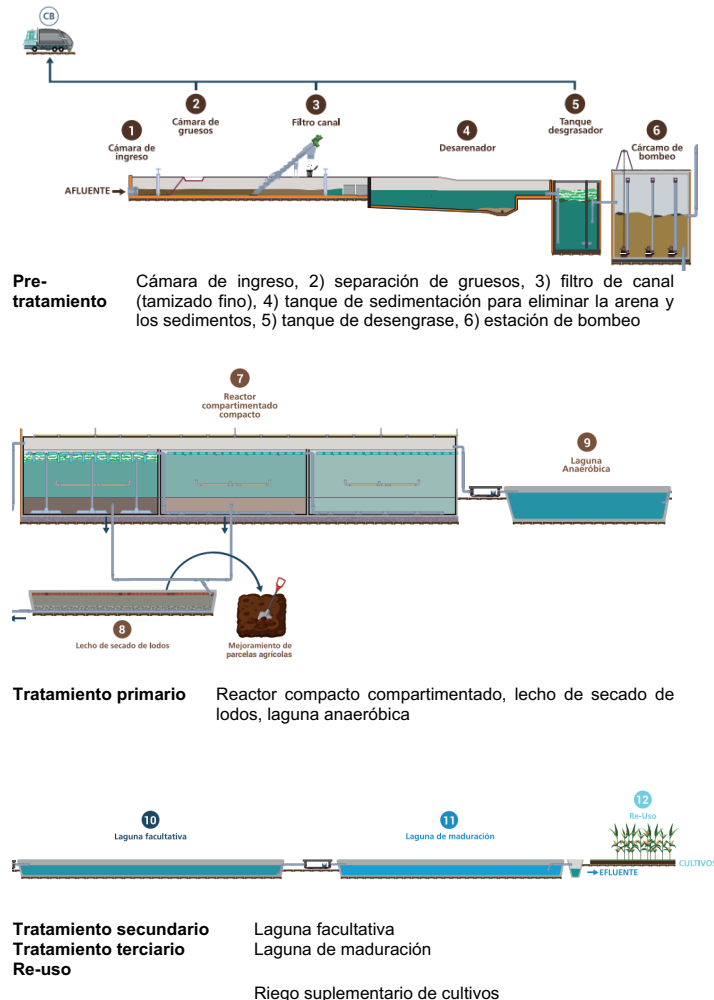 CB
2
Cámara de
gruesos
3
Filtro canal
1
Cámara de
ingreso
4
Desarenador
5
Tanque
desgrasador
6
Cárcamo de
bombeo
AFLUENTE
Pre-
tratamiento
Cámara de ingreso, 2) separación de gruesos, 3) filtro de canal
(tamizado fino), 4) tanque de sedimentación para eliminar la arena y
los sedimentos, 5) tanque de desengrase, 6) estación de bombeo
7
Reactor
compartimentado
compacto
9
Laguna
Anaeróbica
8
Lecho de secado de lodos
Mejoramiento de
parcelas agrícolas
Tratamiento primario
Reactor compacto compartimentado, lecho de secado de
lodos, laguna anaeróbica
10
Laguna facultativa
11
Laguna de maduración
12
Re-Uso
CULTIVOS
EFLUENTE
Tratamiento secundario Laguna facultativa
Tratamiento terciario Laguna de maduración
Re-uso
Riego suplementario de cultivos